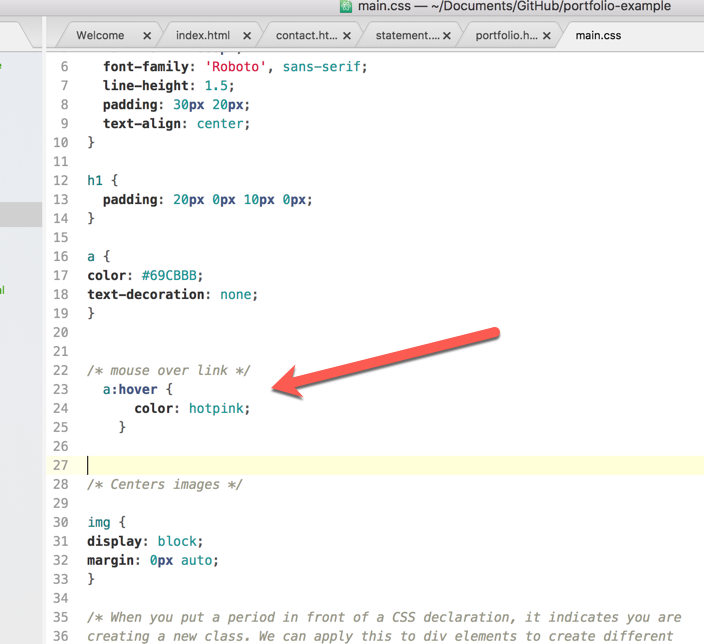 main.css — ~/Documents/GitHub/portfolio-example
Welcome × index.html × contact.ht... × statement.... × portfolio.h... × main.css
6 font-family: 'Roboto', sans-serif;
7 line-height: 1.5;
8 padding: 30px 20px;
9 text-align: center;
10 }
11
12 h1 {
13 padding: 20px 0px 10px 0px;
14 }
15
16 a {
17 color: #69CBBB;
18 text-decoration: none;
19 }
20
21
22 /* mouse over link */
23 a:hover {
24 color: hotpink;
25 }
26
27
28 /* Centers images */
29
30 img {
31 display: block;
32 margin: 0px auto;
33 }
34
35 /* When you put a period in front of a CSS declaration, it indicates you are
36 creating a new class. We can apply this to div elements to create different